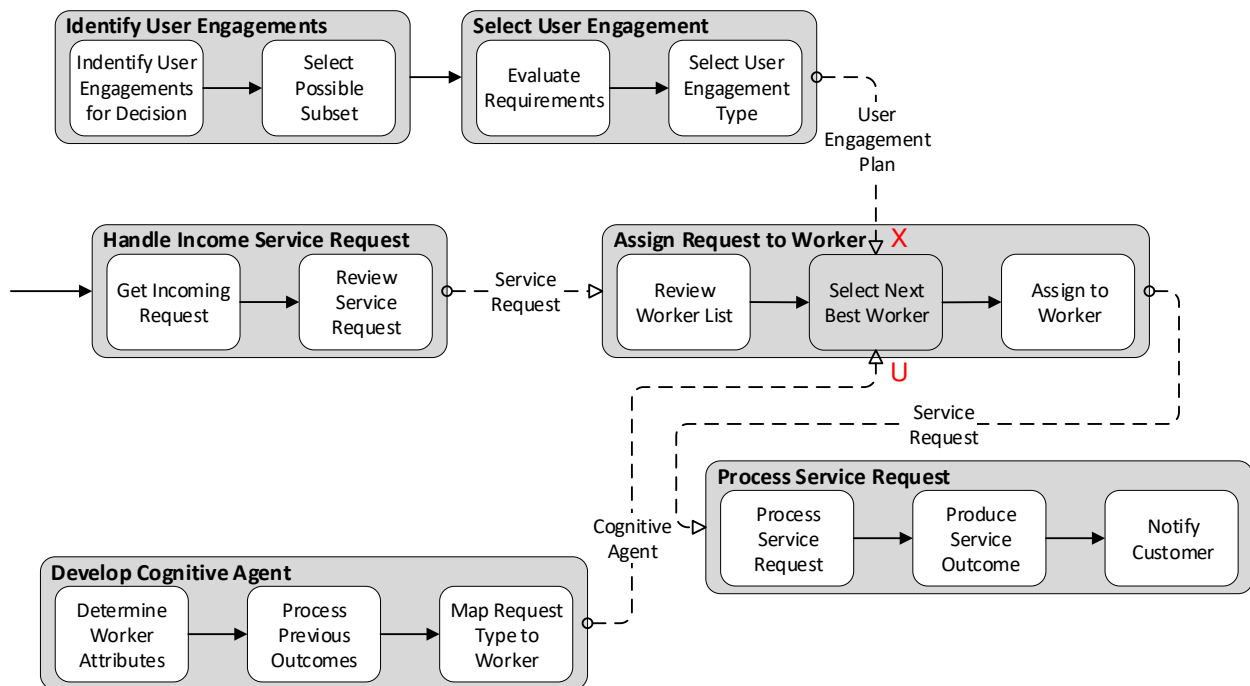 Identify User Engagements
Indentify User
Engagements
for Decision
Select
Possible
Subset
Select User Engagement
Evaluate
Requirements
Select User
Engagement
Type
User
Engagement
Plan
Handle Income Service Request
Get Incoming
Request
Review
Service
Request
Service
Request
Assign Request to Worker
X
Review
Worker List
Select Next
Best Worker
Assign to
Worker
U
Service
Request
Process Service Request
Process
Service
Request
Produce
Service
Outcome
Notify
Customer
Cognitive
Agent
Develop Cognitive Agent
Determine
Worker
Attributes
Process
Previous
Outcomes
Map Request
Type to
Worker